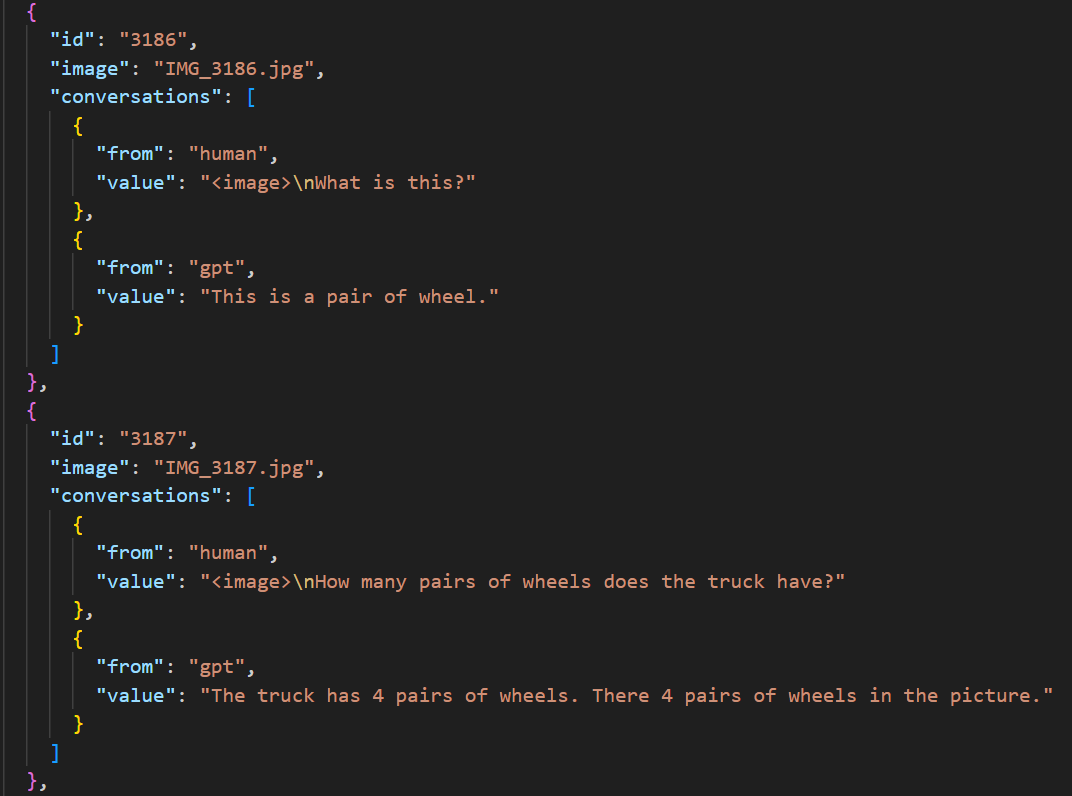 {
"id": "3186",
"image": "IMG_3186.jpg",
"conversations": [
{
"from": "human",
"value": "<image>\nWhat is this?"
},
{
"from": "gpt",
"value": "This is a pair of wheel."
}
]
},
{
"id": "3187",
"image": "IMG_3187.jpg",
"conversations": [
{
"from": "human",
"value": "<image>\nHow many pairs of wheels does the truck have?"
},
{
"from": "gpt",
"value": "The truck has 4 pairs of wheels. There 4 pairs of wheels in the picture."
}
]
},